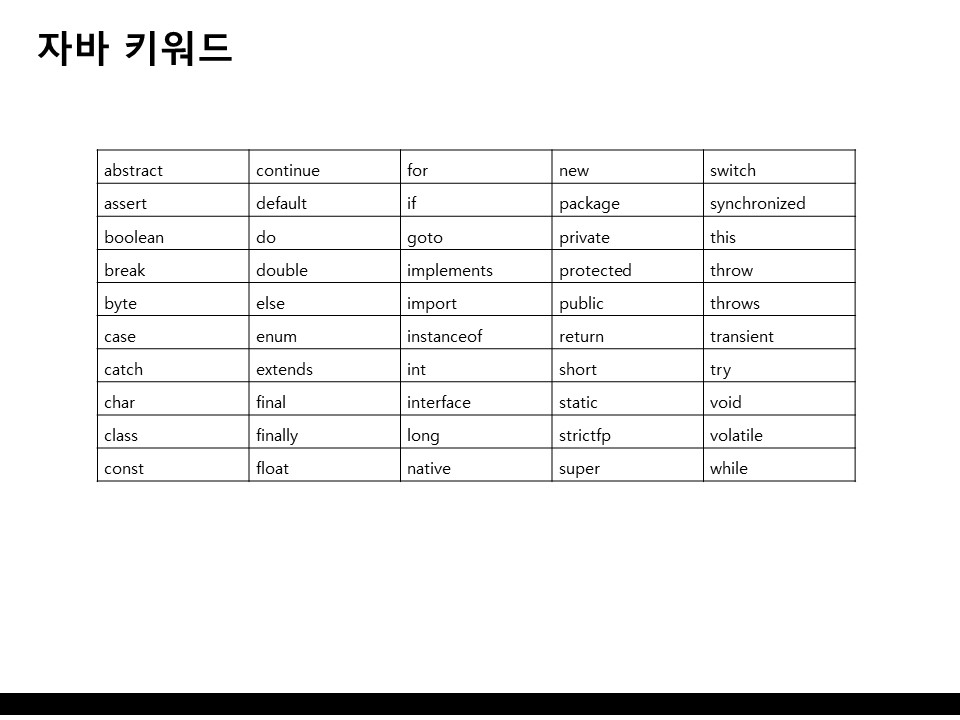 자바 키워드
abstract continue for new switch
assert default if package synchronized
boolean do goto private this
break double implements protected throw
byte else import public throws
case enum instanceof return transient
catch extends int short try
char final interface static void
class finally long strictfp volatile
const float native super while